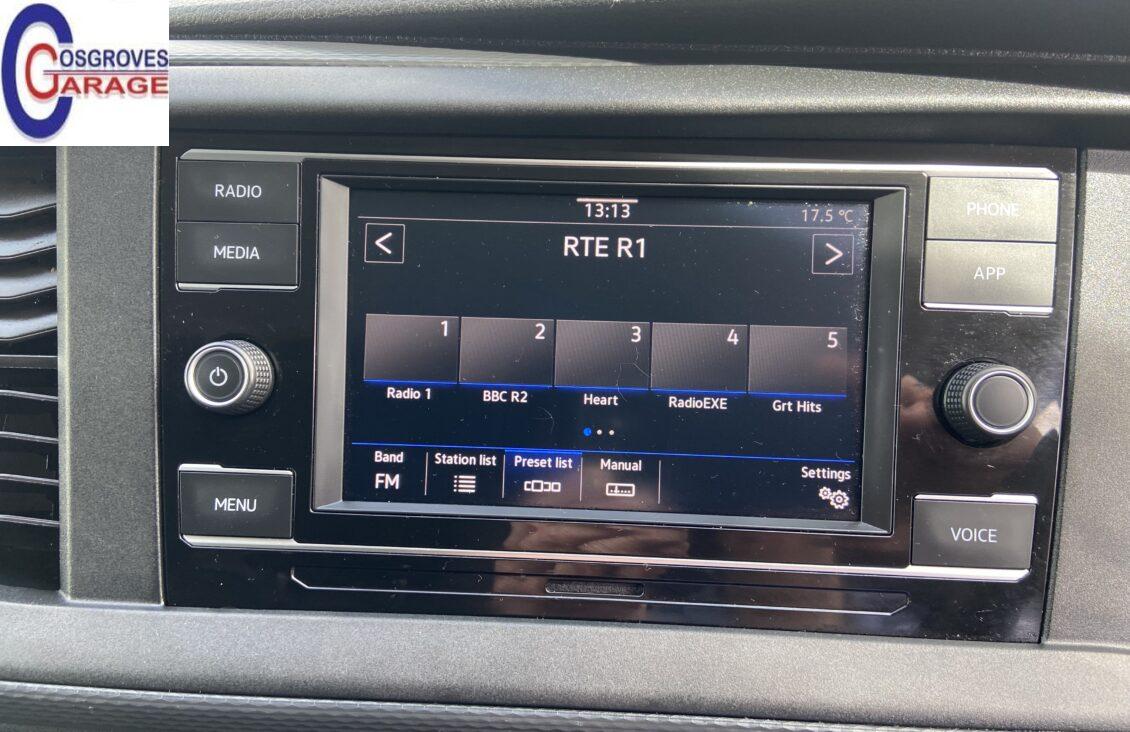 COSGROVES
GARAGE
RADIO
MEDIA
MENU
13:13
17.5 °C
<
RTE R1
>
1
2
3
4
5
Radio 1
BBC R2
Heart
RadioEXE
Grt Hits
Band
FM
Station list
Preset list
Manual
Settings
PHONE
APP
VOICE